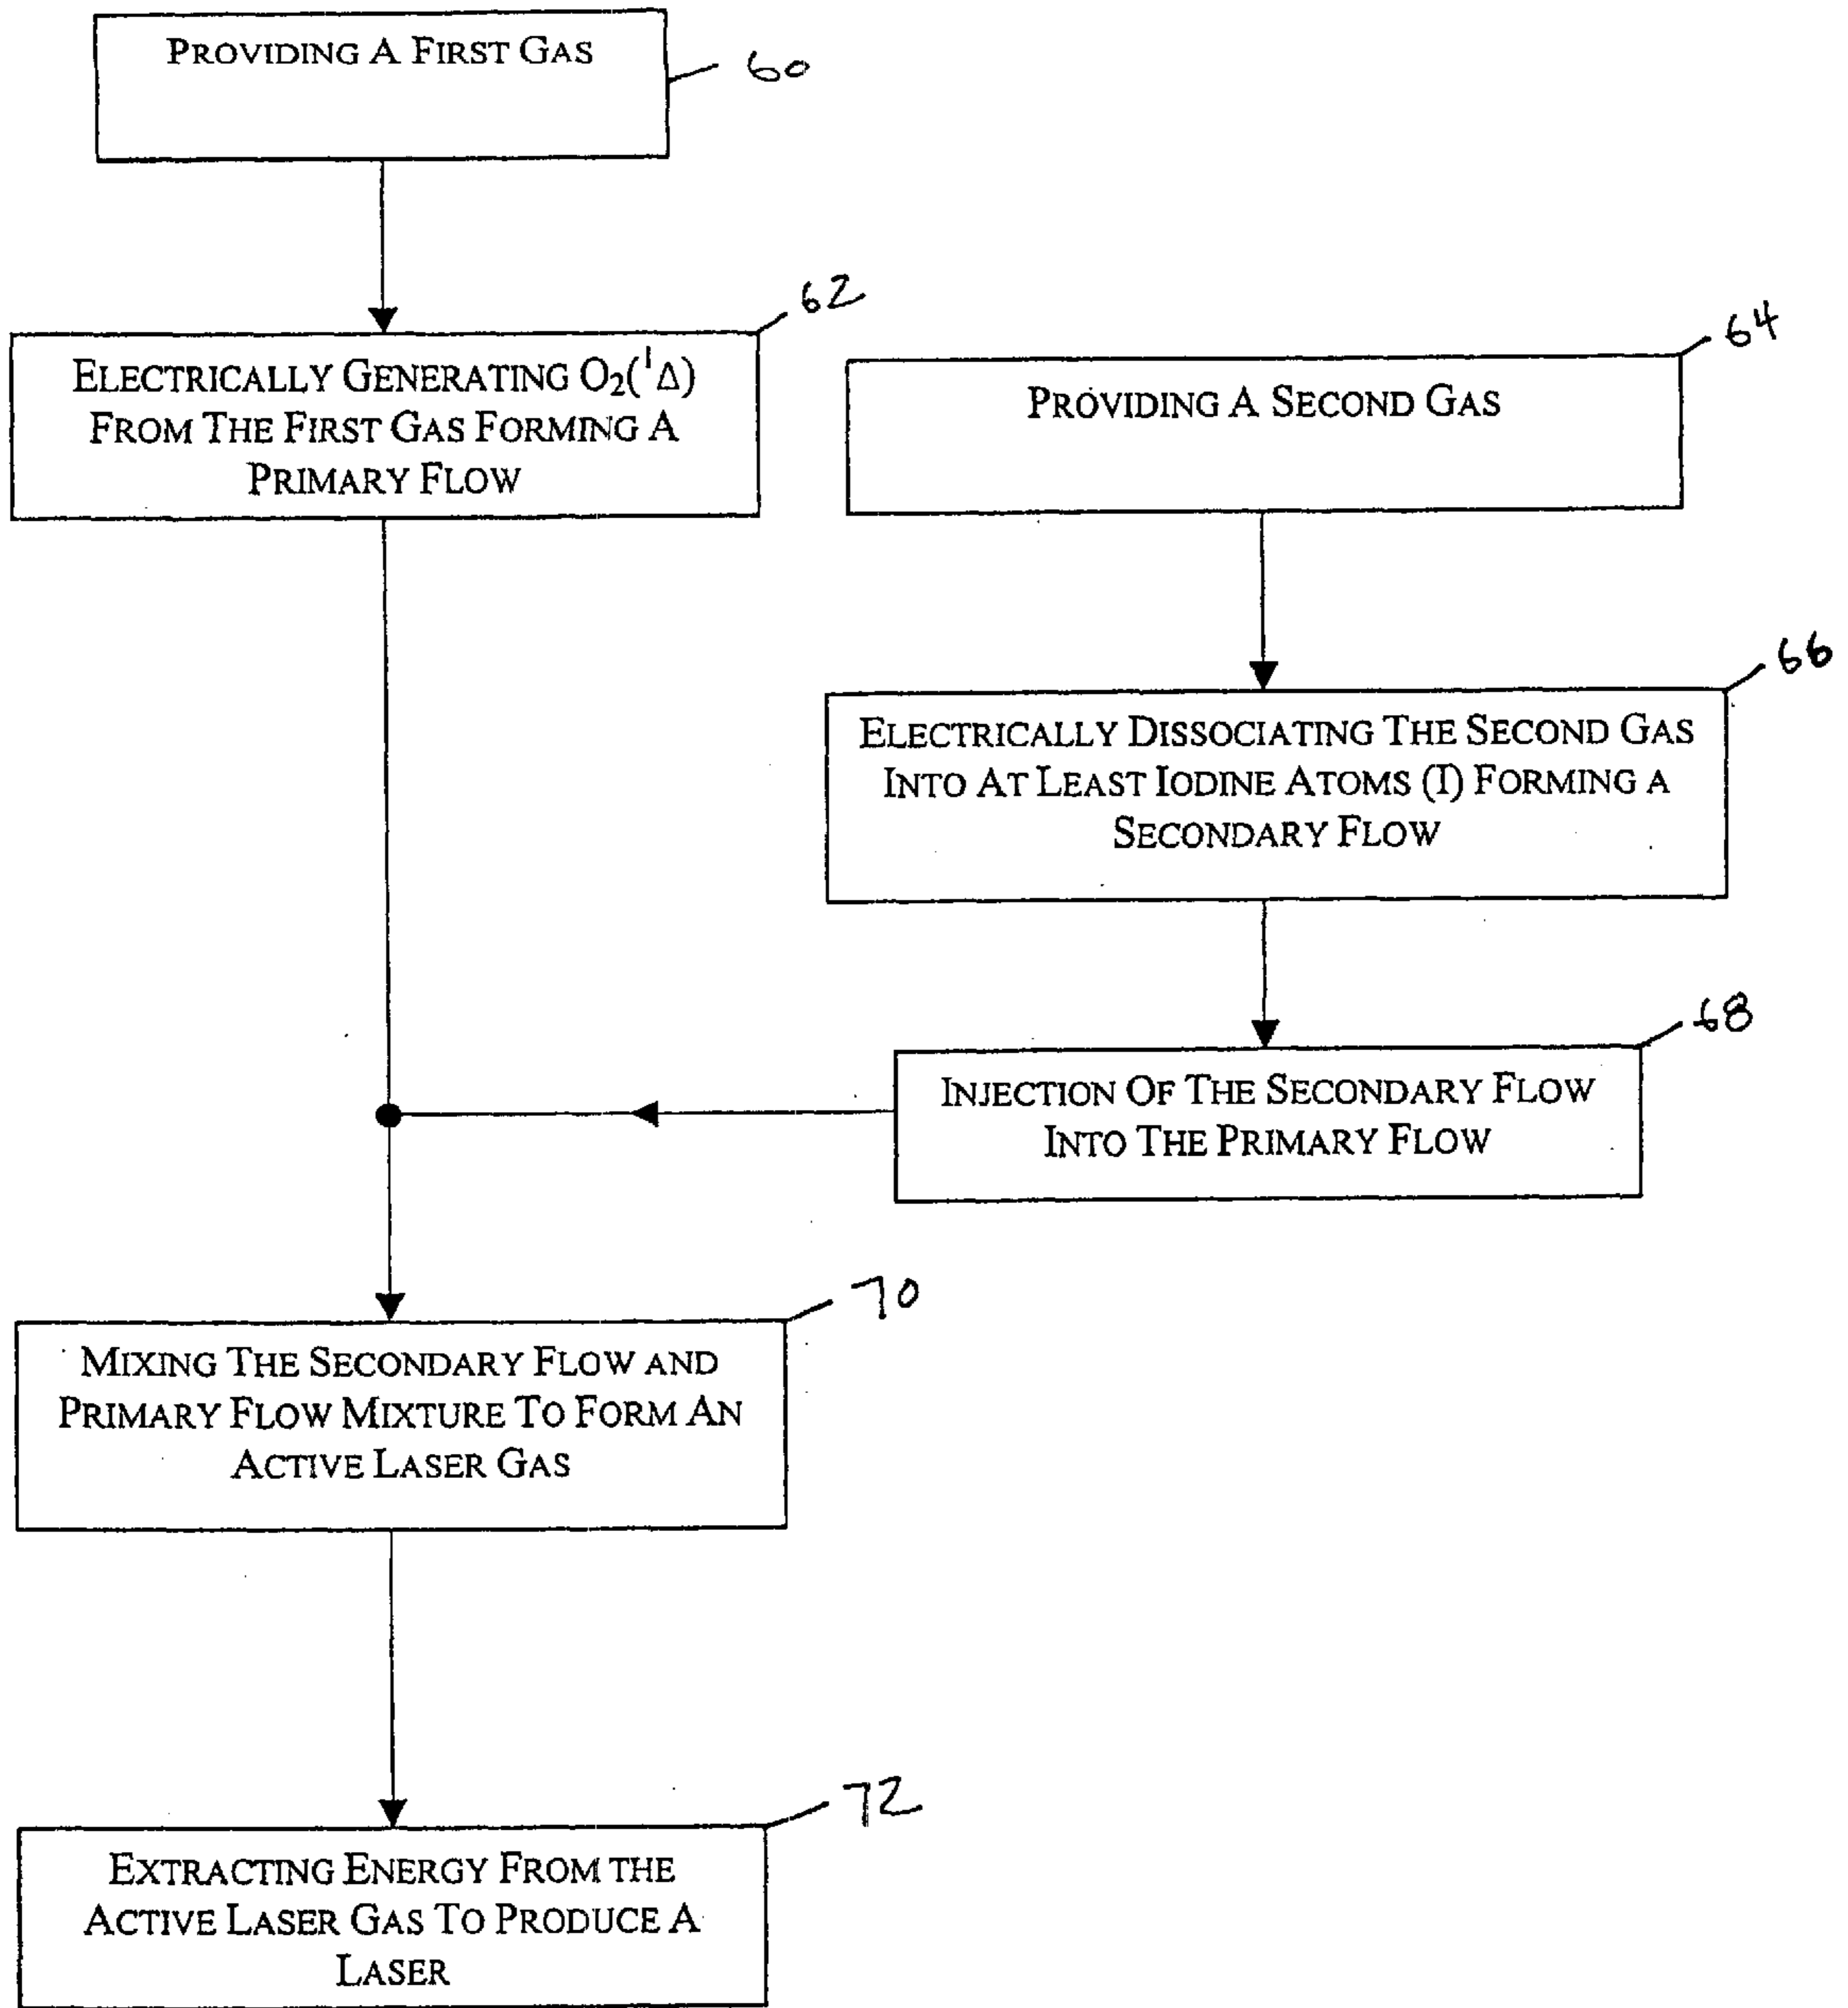 PROVIDING A FIRST GAS
60
62
ELECTRICALLY GENERATING O₂(¹Δ)
FROM THE FIRST GAS FORMING A
PRIMARY FLOW
64
PROVIDING A SECOND GAS
66
ELECTRICALLY DISSOCIATING THE SECOND GAS
INTO AT LEAST IODINE ATOMS (I) FORMING A
SECONDARY FLOW
68
INJECTION OF THE SECONDARY FLOW
INTO THE PRIMARY FLOW
70
MIXING THE SECONDARY FLOW AND
PRIMARY FLOW MIXTURE TO FORM AN
ACTIVE LASER GAS
72
EXTRACTING ENERGY FROM THE
ACTIVE LASER GAS TO PRODUCE A
LASER